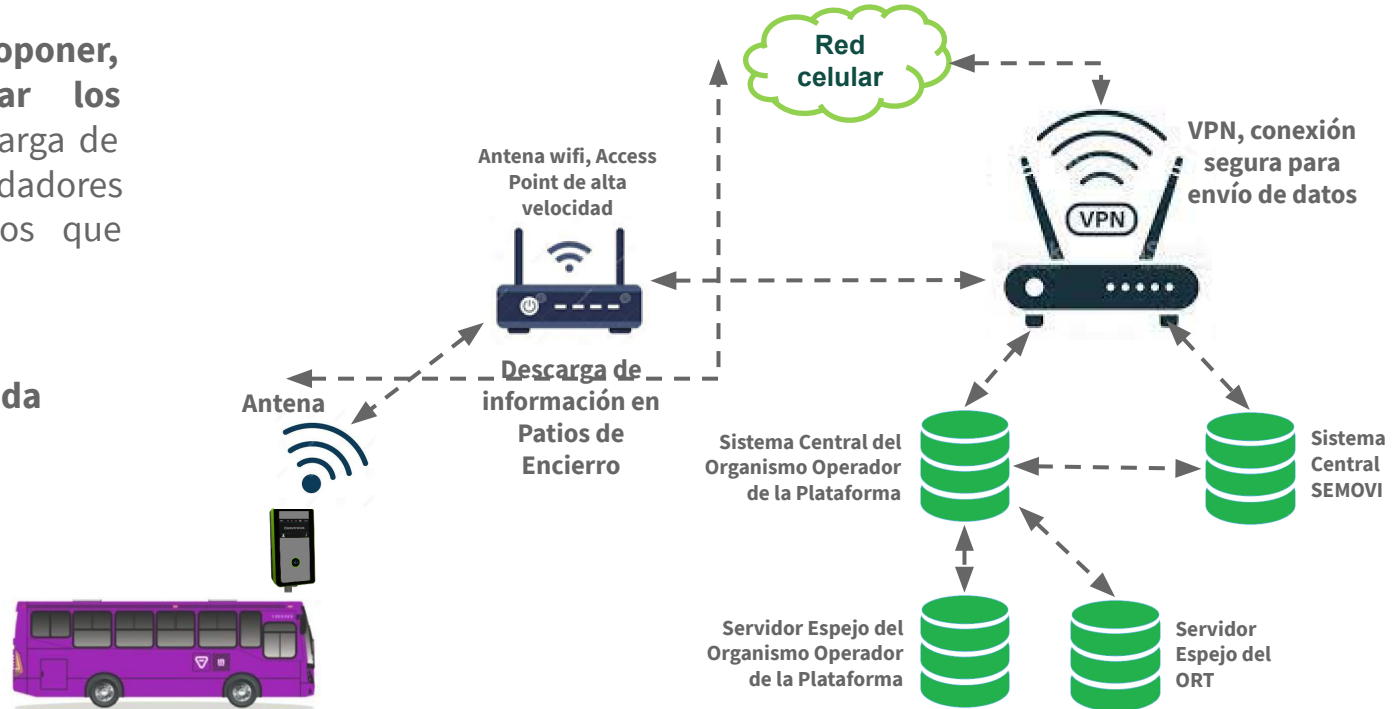 oponer,
ar los
arga de
dadores
os que
da
Red
celular
VPN, conexión
segura para
envío de datos
VPN
Antena wifi, Access
Point de alta
velocidad
Descarga de
información en
Patios de
Encierro
Antena
Sistema Central del
Organismo Operador
de la Plataforma
Sistema
Central
SEMOVI
Servidor Espejo del
Organismo Operador
de la Plataforma
Servidor
Espejo del
ORT